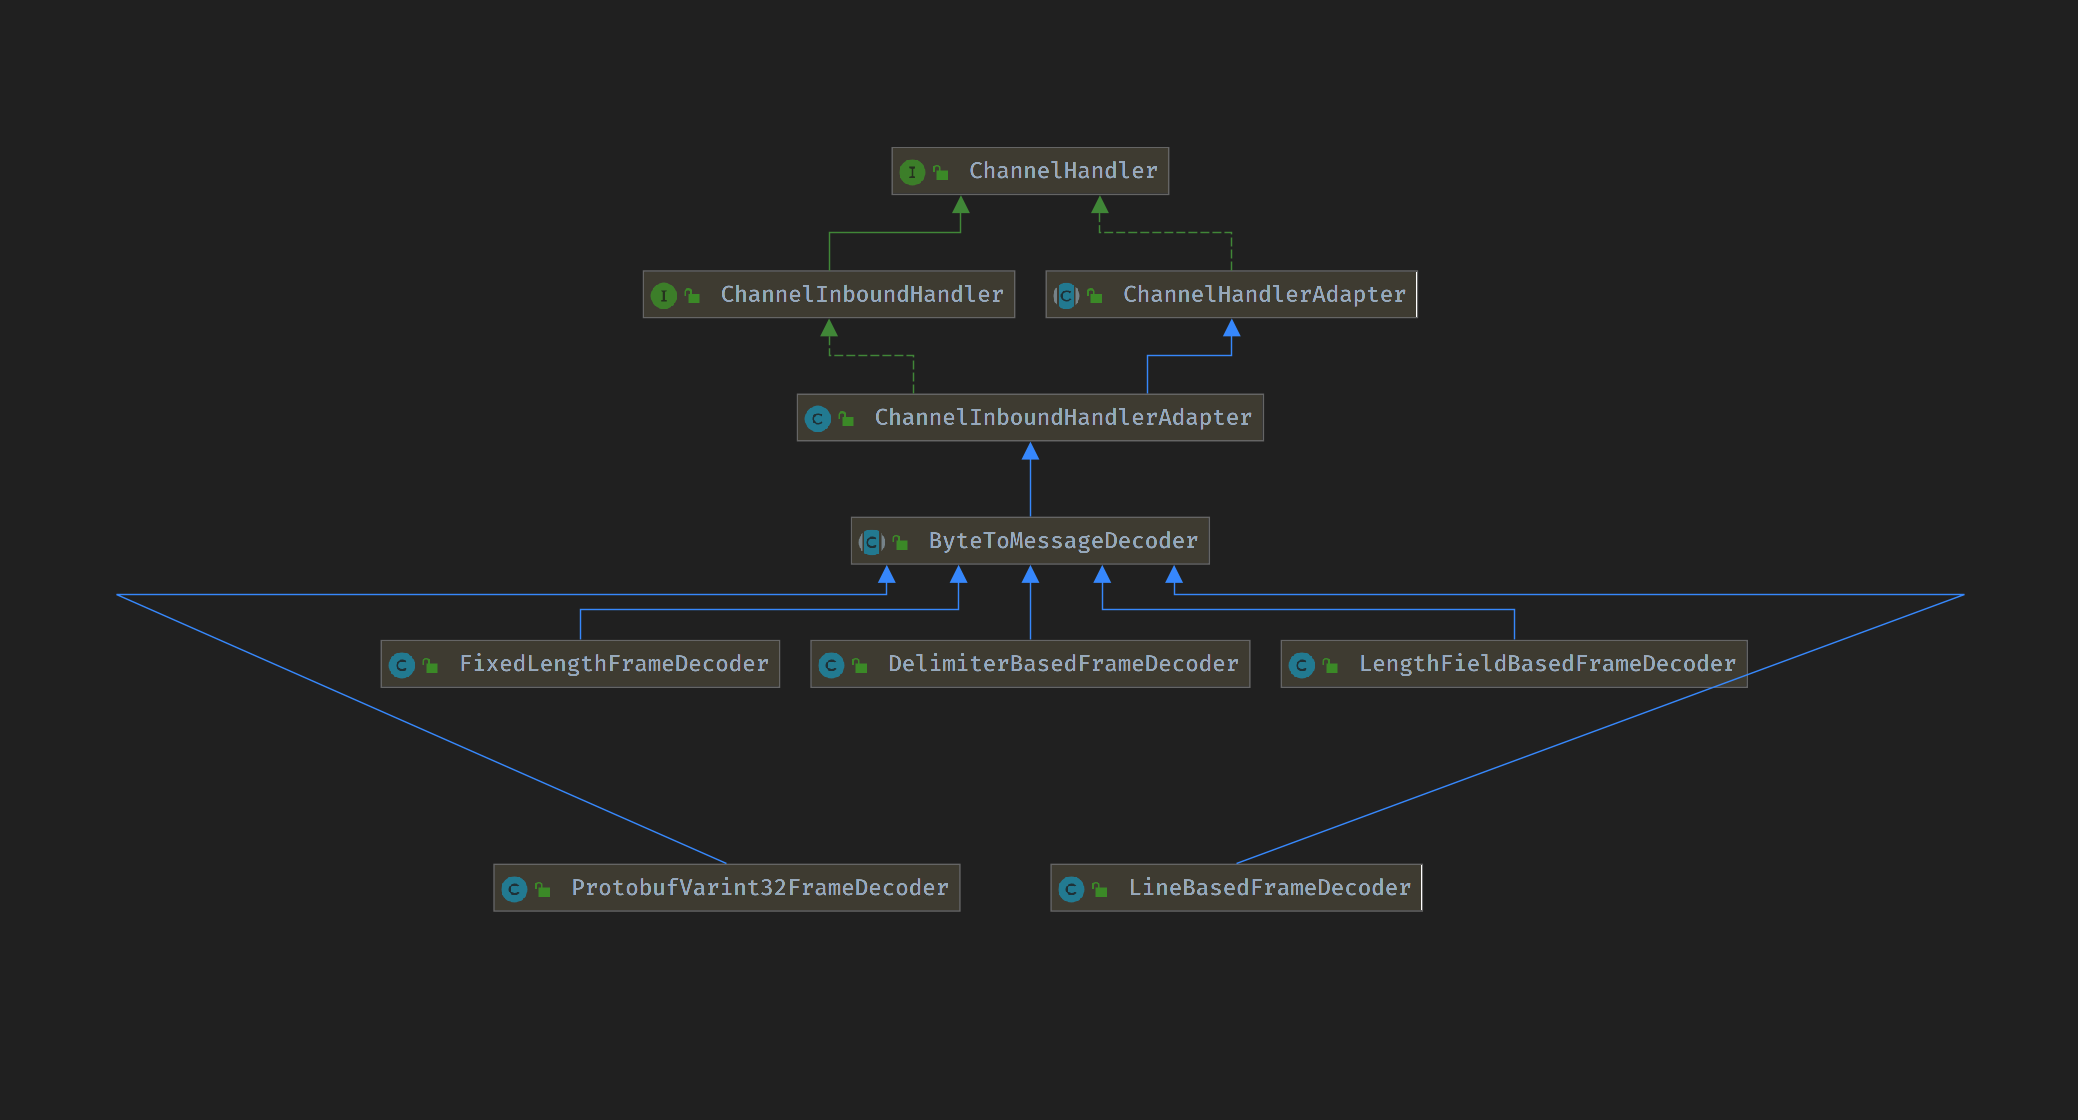 I ChannelHandler
I ChannelInboundHandler
C ChannelHandlerAdapter
C ChannelInboundHandlerAdapter
C ByteToMessageDecoder
C FixedLengthFrameDecoder
C DelimiterBasedFrameDecoder
C LengthFieldBasedFrameDecoder
C ProtobufVarint32FrameDecoder
C LineBasedFrameDecoder